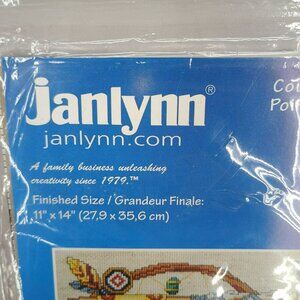 janlynn®
janlynn.com
A family business unleashing
creativity since 1979.™
Finished Size / Grandeur Finale:
11" x 14" (27,9 x 35,6 cm)